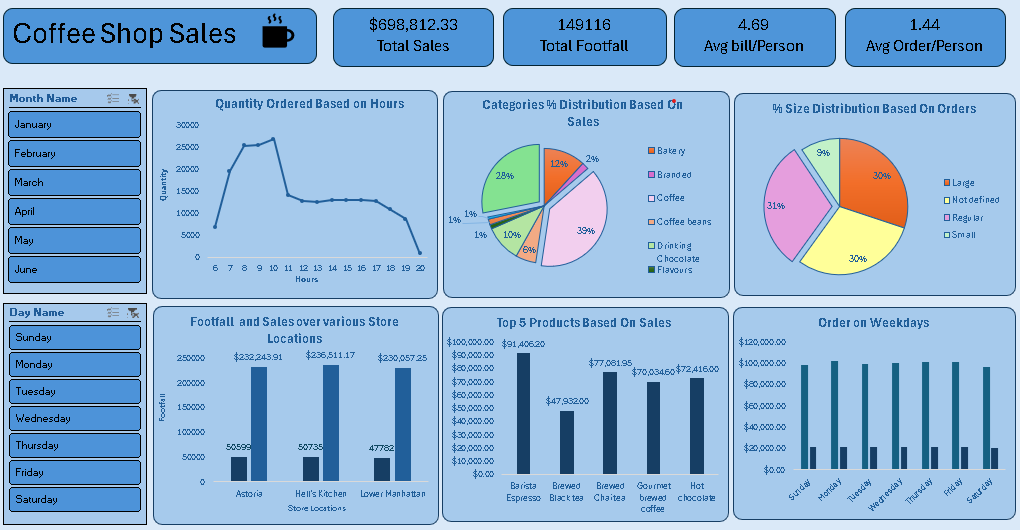 Coffee Shop Sales
$698,812.33
Total Sales
149116
Total Footfall
4.69
Avg bill/Person
1.44
Avg Order/Person
Month Name
January
February
March
April
May
June
Day Name
Sunday
Monday
Tuesday
Wednesday
Thursday
Friday
Saturday
Quantity Ordered Based on Hours
30000
25000
20000
15000
10000
5000
0
Quantity
6 7 8 9 10 11 12 13 14 15 16 17 18 19 20
Hours
Categories % Distribution Based On
Sales
12%
2%
39%
6%
10%
1%
1%
1%
28%
Bakery
Branded
Coffee
Coffee beans
Drinking
Chocolate
Flavours
% Size Distribution Based On Orders
30%
30%
31%
9%
Large
Not defined
Regular
Small
Footfall and Sales over various Store
Locations
250000
200000
150000
100000
50000
0
Footfall
$232,243.91
$236,511.17
$230,057.25
50599
50735
47782
Astoria
Hell's Kitchen
Lower Manhattan
Store Locations
Top 5 Products Based On Sales
$100,000.00
$90,000.00
$80,000.00
$70,000.00
$60,000.00
$50,000.00
$40,000.00
$30,000.00
$20,000.00
$10,000.00
$0.00
$91,406.20
$47,932.00
$77,081.95
$70,034.60
$72,416.00
Barista
Espresso
Brewed
Black tea
Brewed
Chai tea
Gourmet
brewed
coffee
Hot
chocolate
Order on Weekdays
$120,000.00
$100,000.00
$80,000.00
$60,000.00
$40,000.00
$20,000.00
$0.00
Sunday
Monday
Tuesday
Wednesday
Thursday
Friday
Saturday